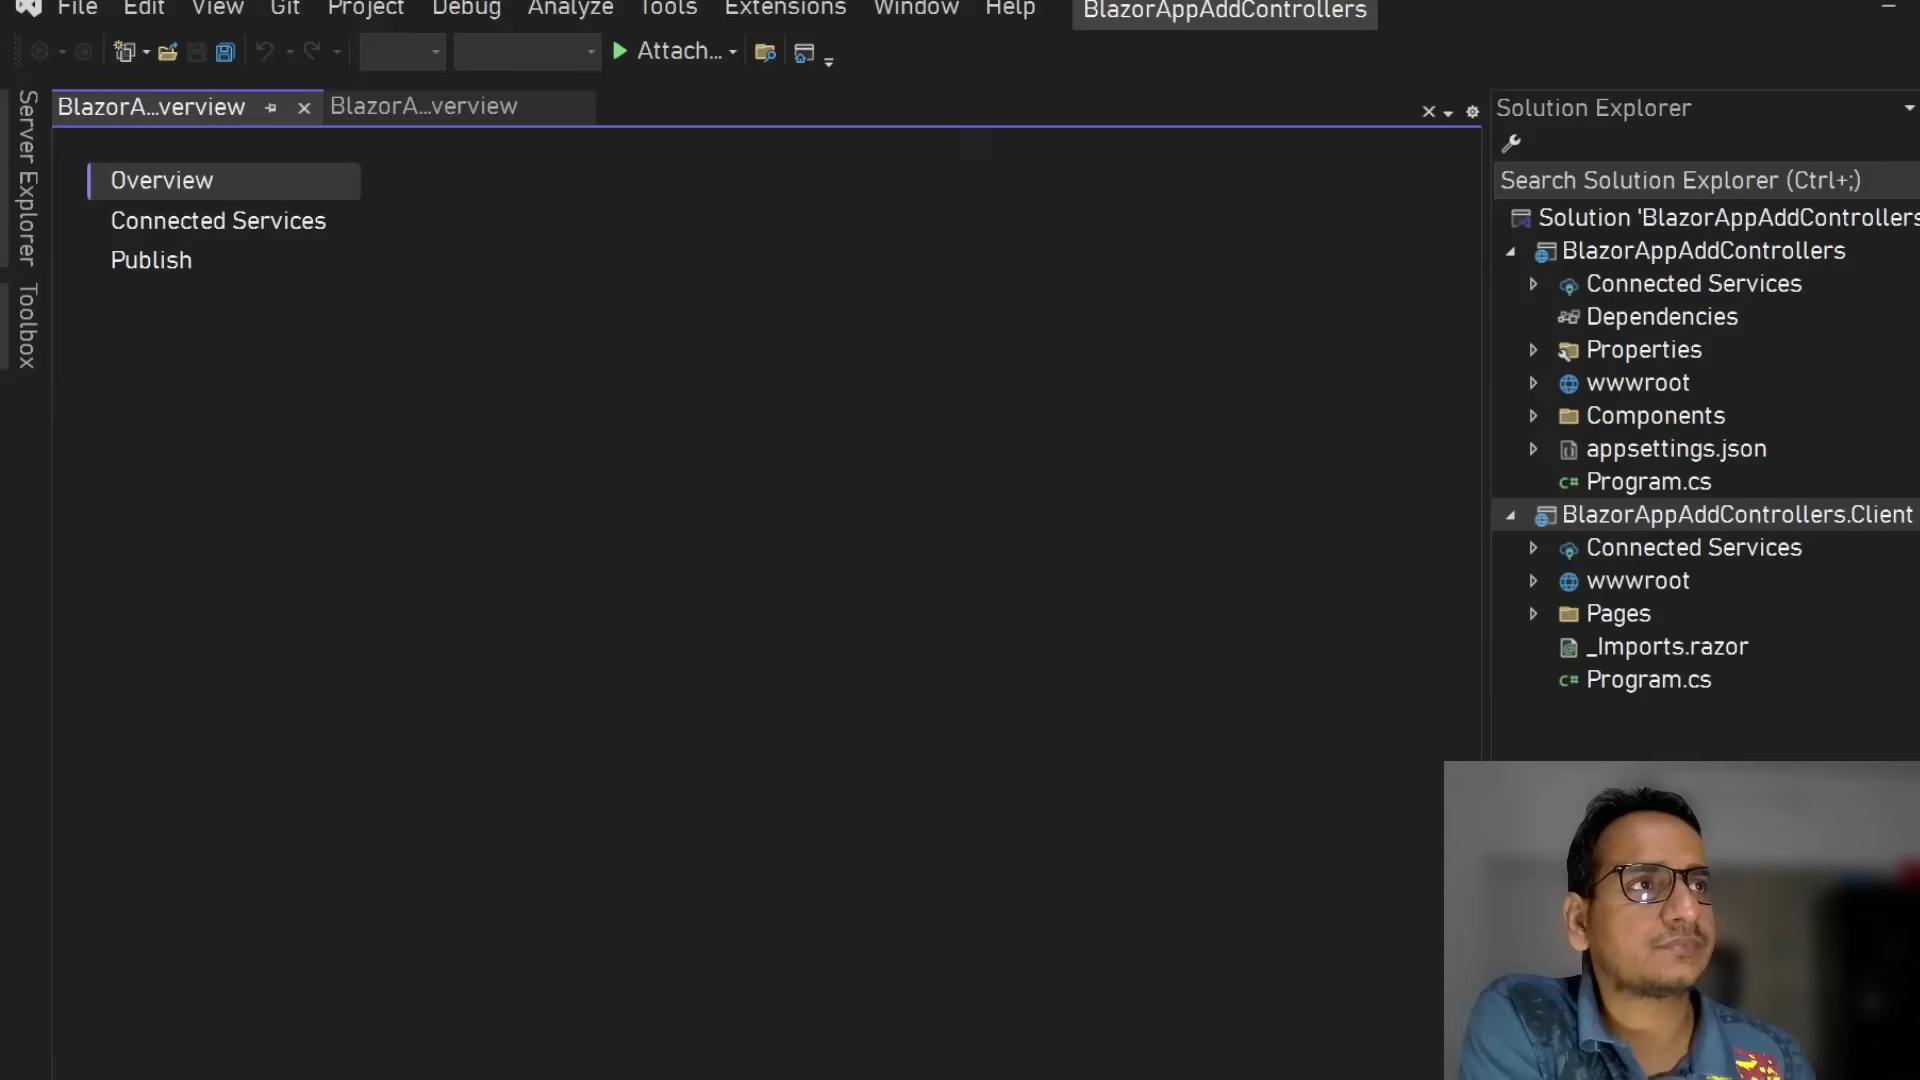 File Edit View Git Project Debug Analyze Tools Extensions Window Help BlazorAppAddControllers
Attach...
Server Explorer
Toolbox
BlazorA...verview BlazorA...verview
Overview
Connected Services
Publish
Solution Explorer
Search Solution Explorer (Ctrl+;)
Solution 'BlazorAppAddControllers
BlazorAppAddControllers
Connected Services
Dependencies
Properties
wwwroot
Components
appsettings.json
C# Program.cs
BlazorAppAddControllers.Client
Connected Services
wwwroot
Pages
_Imports.razor
C# Program.cs